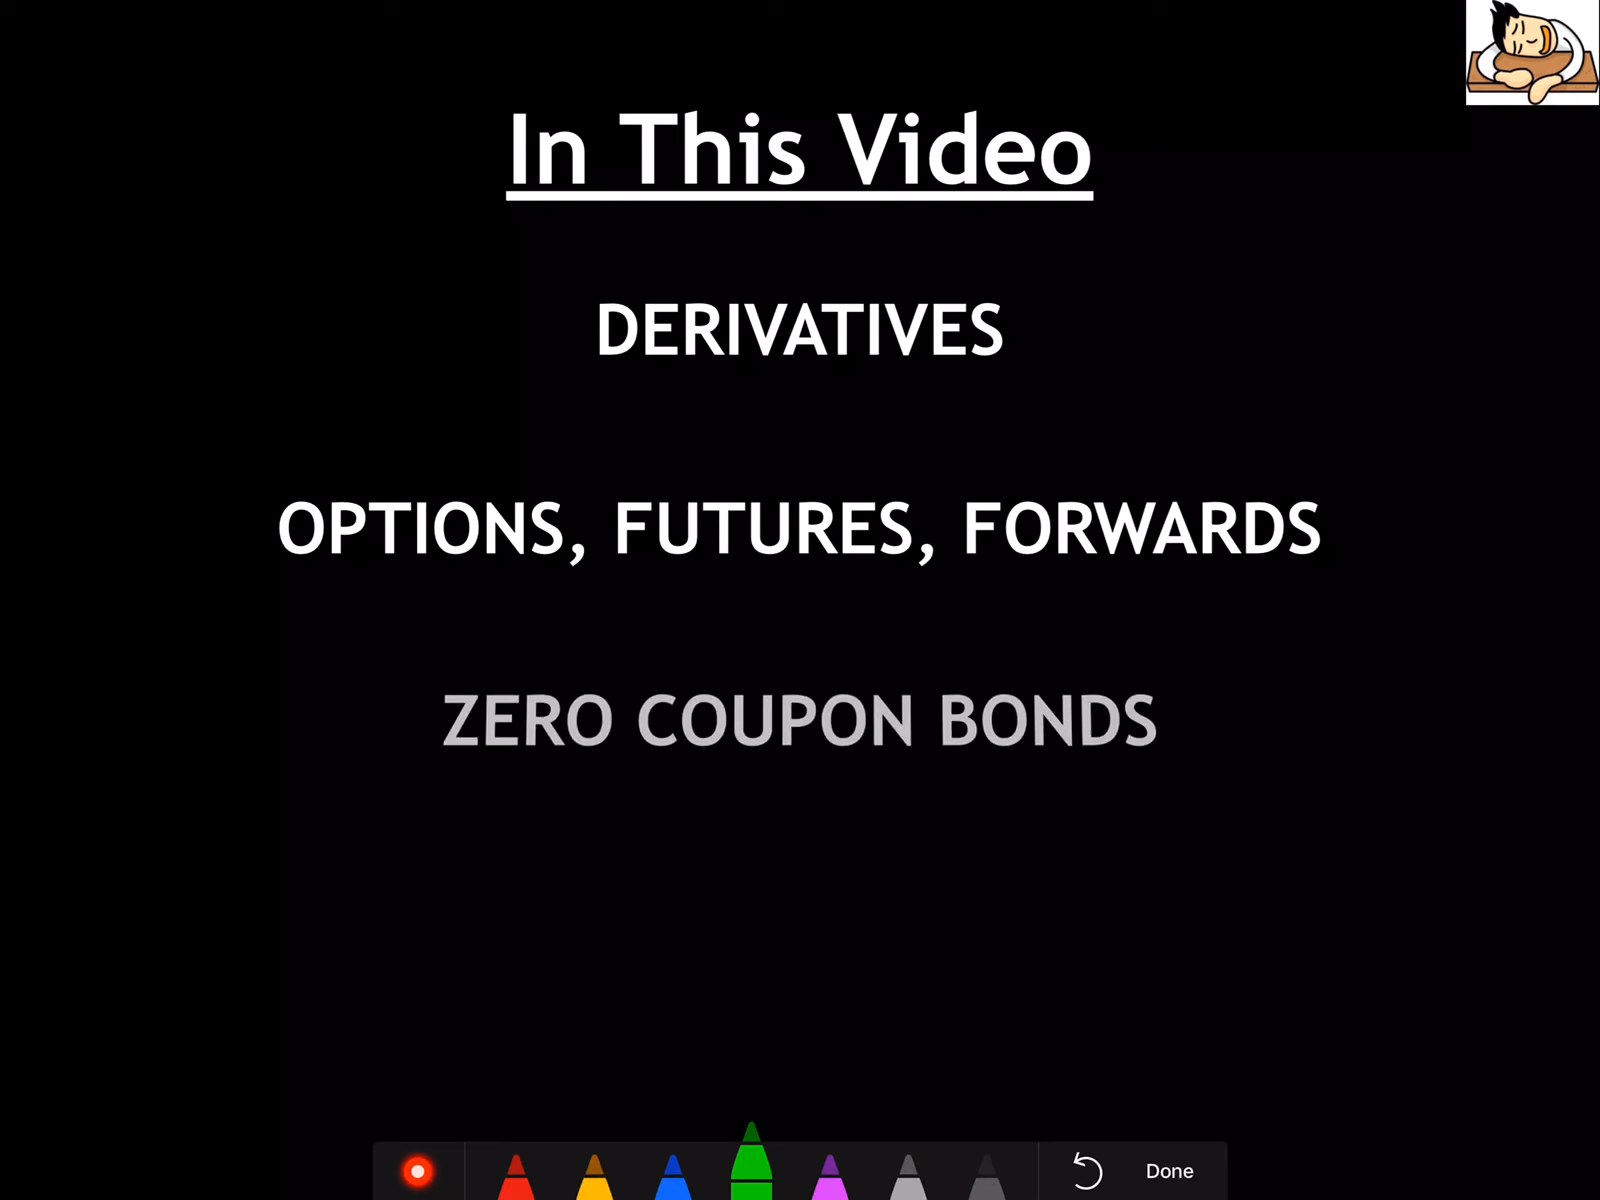 In This Video
DERIVATIVES
OPTIONS, FUTURES, FORWARDS
ZERO COUPON BONDS
Done